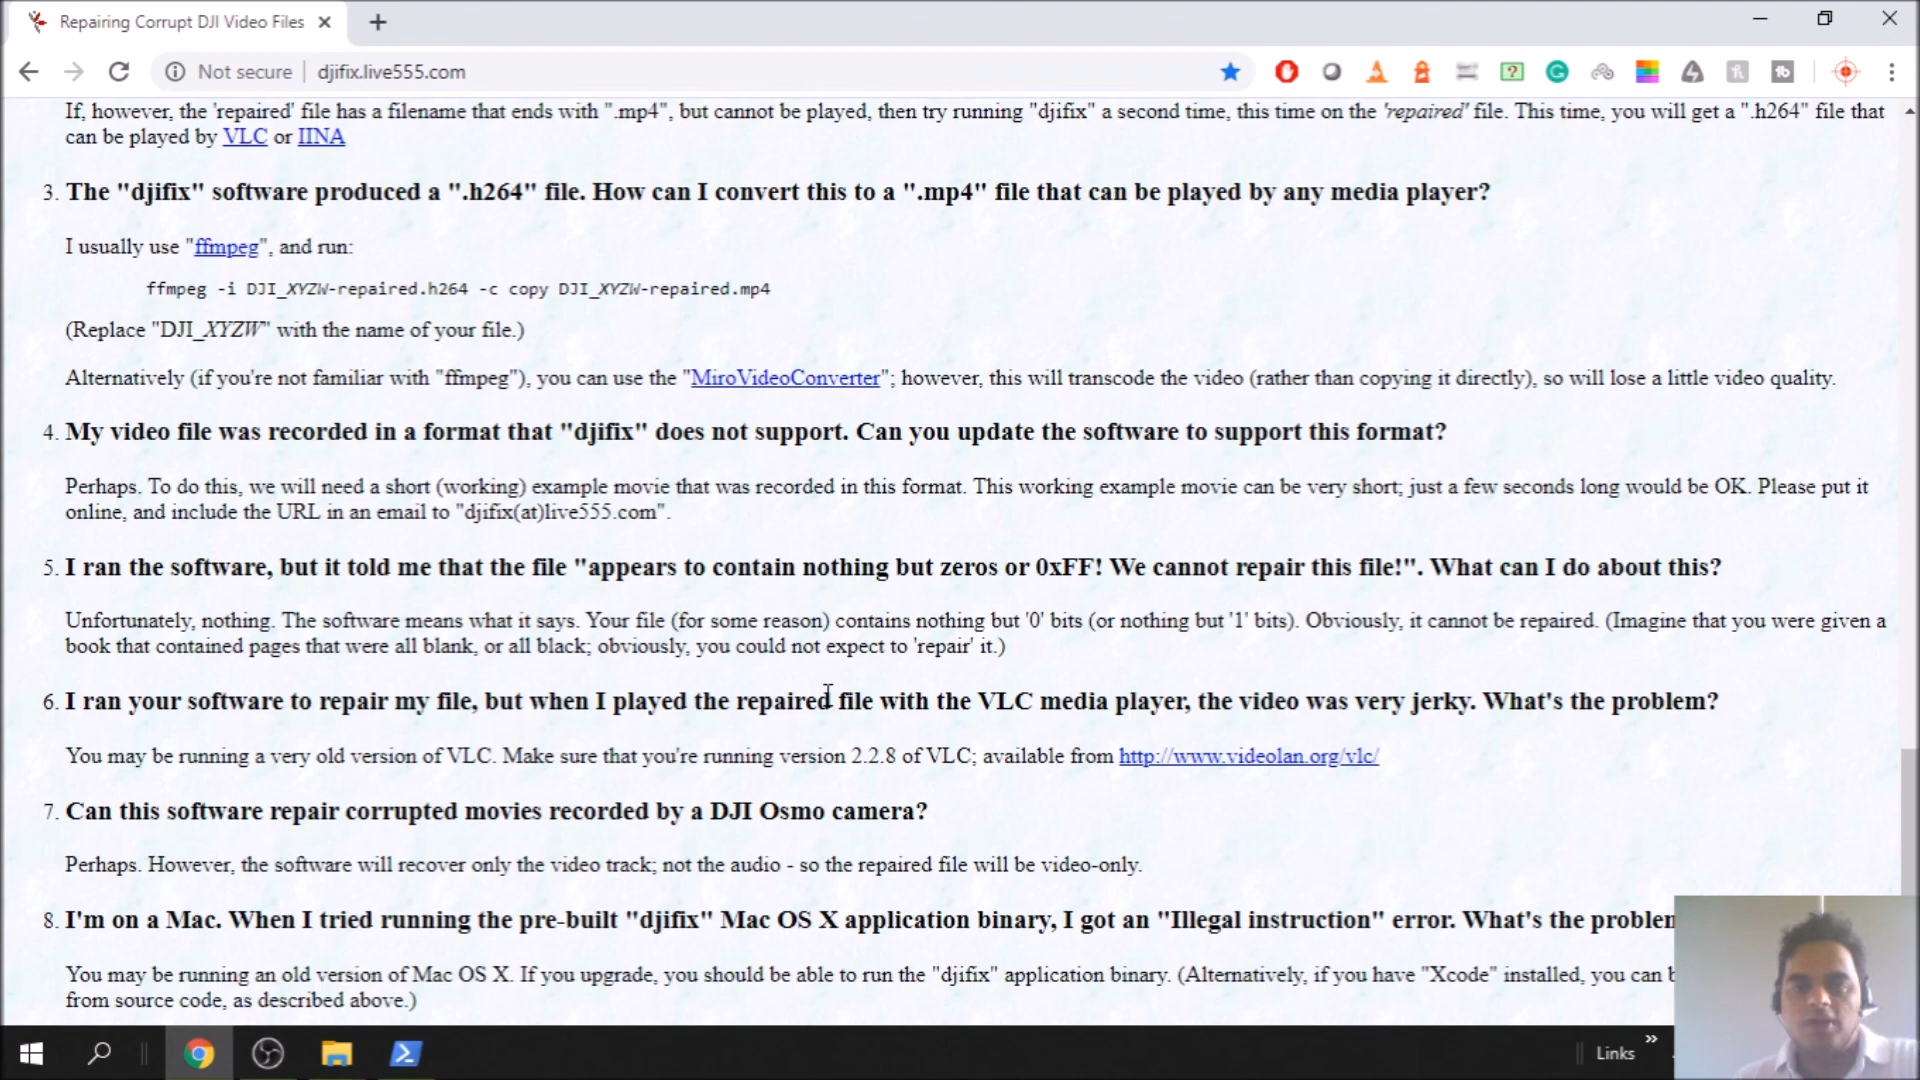 Repairing Corrupt DJI Video Files
Not secure djifix.live555.com
If, however, the 'repaired' file has a filename that ends with ".mp4", but cannot be played, then try running "djifix" a second time, this time on the 'repaired' file. This time, you will get a ".h264" file that
can be played by VLC or IINA
3. The "djifix" software produced a ".h264" file. How can I convert this to a ".mp4" file that can be played by any media player?
I usually use "ffmpeg", and run:
ffmpeg -i DJI_XYZW-repaired.h264 -c copy DJI_XYZW-repaired.mp4
(Replace "DJI_XYZW" with the name of your file.)
Alternatively (if you're not familiar with "ffmpeg"), you can use the "MiroVideoConverter"; however, this will transcode the video (rather than copying it directly), so will lose a little video quality.
4. My video file was recorded in a format that "djifix" does not support. Can you update the software to support this format?
Perhaps. To do this, we will need a short (working) example movie that was recorded in this format. This working example movie can be very short; just a few seconds long would be OK. Please put it
online, and include the URL in an email to "djifix(at)live555.com".
5. I ran the software, but it told me that the file "appears to contain nothing but zeros or 0xFF! We cannot repair this file!". What can I do about this?
Unfortunately, nothing. The software means what it says. Your file (for some reason) contains nothing but '0' bits (or nothing but '1' bits). Obviously, it cannot be repaired. (Imagine that you were given a
book that contained pages that were all blank, or all black; obviously, you could not expect to 'repair' it.)
6. I ran your software to repair my file, but when I played the repaired file with the VLC media player, the video was very jerky. What's the problem?
You may be running a very old version of VLC. Make sure that you're running version 2.2.8 of VLC; available from http://www.videolan.org/vlc/
7. Can this software repair corrupted movies recorded by a DJI Osmo camera?
Perhaps. However, the software will recover only the video track; not the audio - so the repaired file will be video-only.
8. I'm on a Mac. When I tried running the pre-built "djifix" Mac OS X application binary, I got an "Illegal instruction" error. What's the problem
You may be running an old version of Mac OS X. If you upgrade, you should be able to run the "djifix" application binary. (Alternatively, if you have "Xcode" installed, you can
from source code, as described above.)
Links